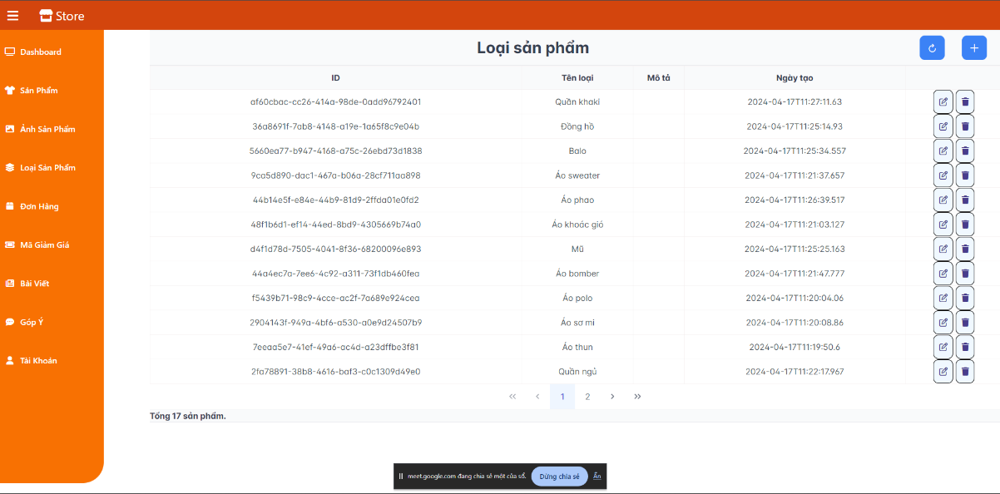 Store
Dashboard
Sản Phẩm
Ảnh Sản Phẩm
Loại Sản Phẩm
Đơn Hàng
Mã Giảm Giá
Bài Viết
Góp Ý
Tài Khoản
Loại sản phẩm
ID Tên loại Mô tả Ngày tạo
af60cbac-cc26-414a-98de-0add96792401 Quần khaki 2024-04-17T11:27:11.63
36a8691f-7ab8-4148-a19e-1a65f8c9e04b Đồng hồ 2024-04-17T11:25:14.93
5660ea77-b947-4168-a75c-26ebd73d1838 Balo 2024-04-17T11:25:34.557
9ca5d890-dac1-467a-b06a-28cf711aa898 Áo sweater 2024-04-17T11:21:37.657
44b14e5f-e84e-44b9-81d9-2ffda01e0fd2 Áo phao 2024-04-17T11:26:39.517
48f1b6d1-ef14-44ed-8bd9-4305669b74a0 Áo khoác gió 2024-04-17T11:21:03.127
d4f1d78d-7505-4041-8f36-68200096e893 Mũ 2024-04-17T11:25:25.163
44a4ec7a-7ee6-4c92-a311-73f1db460fea Áo bomber 2024-04-17T11:21:47.777
f5439b71-98c9-4cce-ac2f-7a689e924cea Áo polo 2024-04-17T11:20:04.06
2904143f-949a-4bf6-a530-a0e9d24507b9 Áo sơ mi 2024-04-17T11:20:08.86
7eeaa5e7-41ef-49a6-ac4d-a23dffbe3f81 Áo thun 2024-04-17T11:19:50.6
2fa78891-38b8-4616-baf3-c0c1309d49e0 Quần ngủ 2024-04-17T11:22:17.967
« ‹ 1 2 › »
Tổng 17 sản phẩm.
meet.google.com đang chia sẻ một cửa sổ. Dừng chia sẻ Ẩn